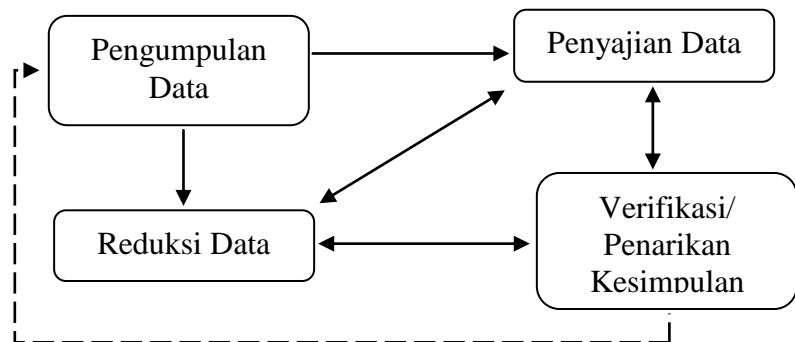 Pengumpulan
Data
Penyajian Data
Reduksi Data
Verifikasi/
Penarikan
Kesimpulan